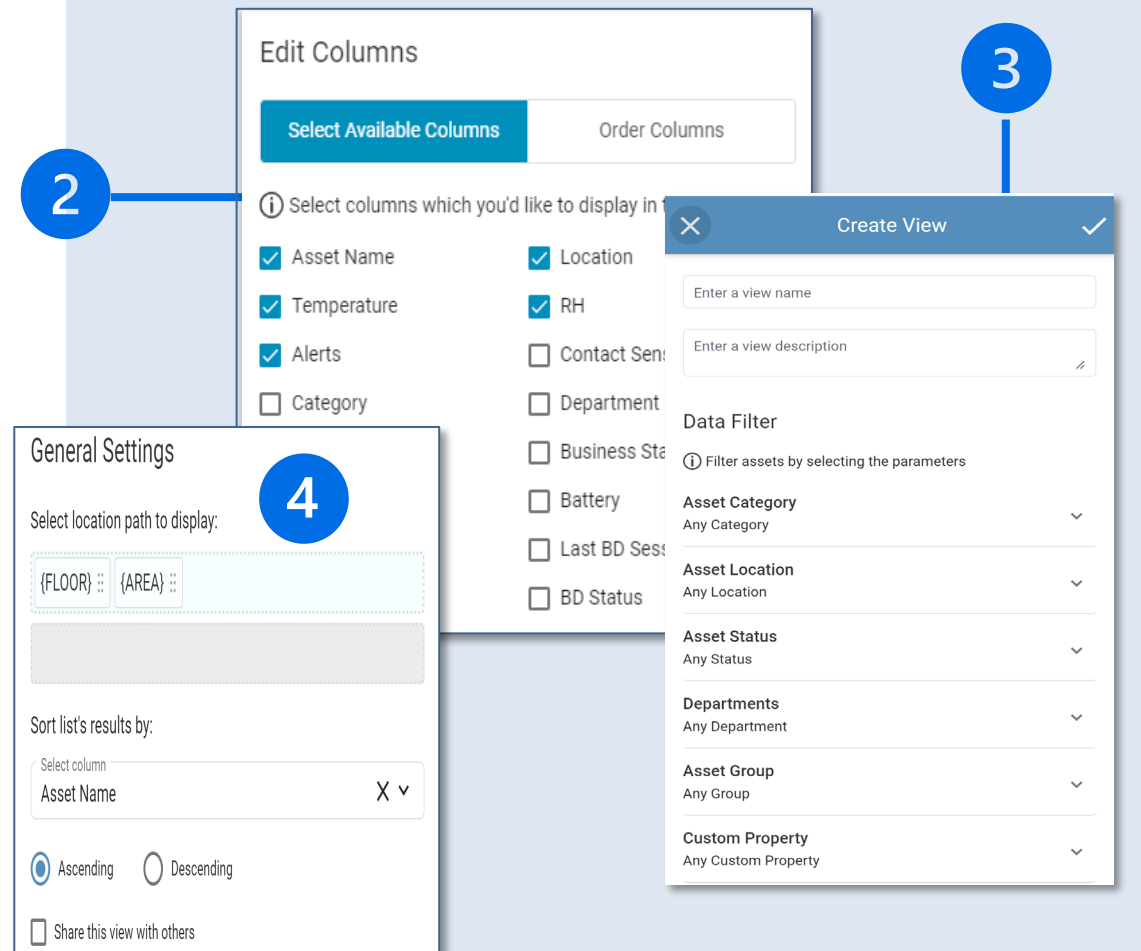 2
Edit Columns
Select Available Columns
Order Columns
Select columns which you'd like to display in
Asset Name
Location
Temperature
RH
Alerts
Contact
Category
Department
Business
Battery
Last BD
BD Status
3
Create View
Enter a view name
Enter a view description
Data Filter
Filter assets by selecting the parameters
Asset Category
Any Category
Asset Location
Any Location
Asset Status
Any Status
Departments
Any Department
Asset Group
Any Group
Custom Property
Any Custom Property
4
General Settings
Select location path to display:
{FLOOR} {AREA}
Sort list's results by:
Select column
Asset Name
Ascending
Descending
Share this view with others